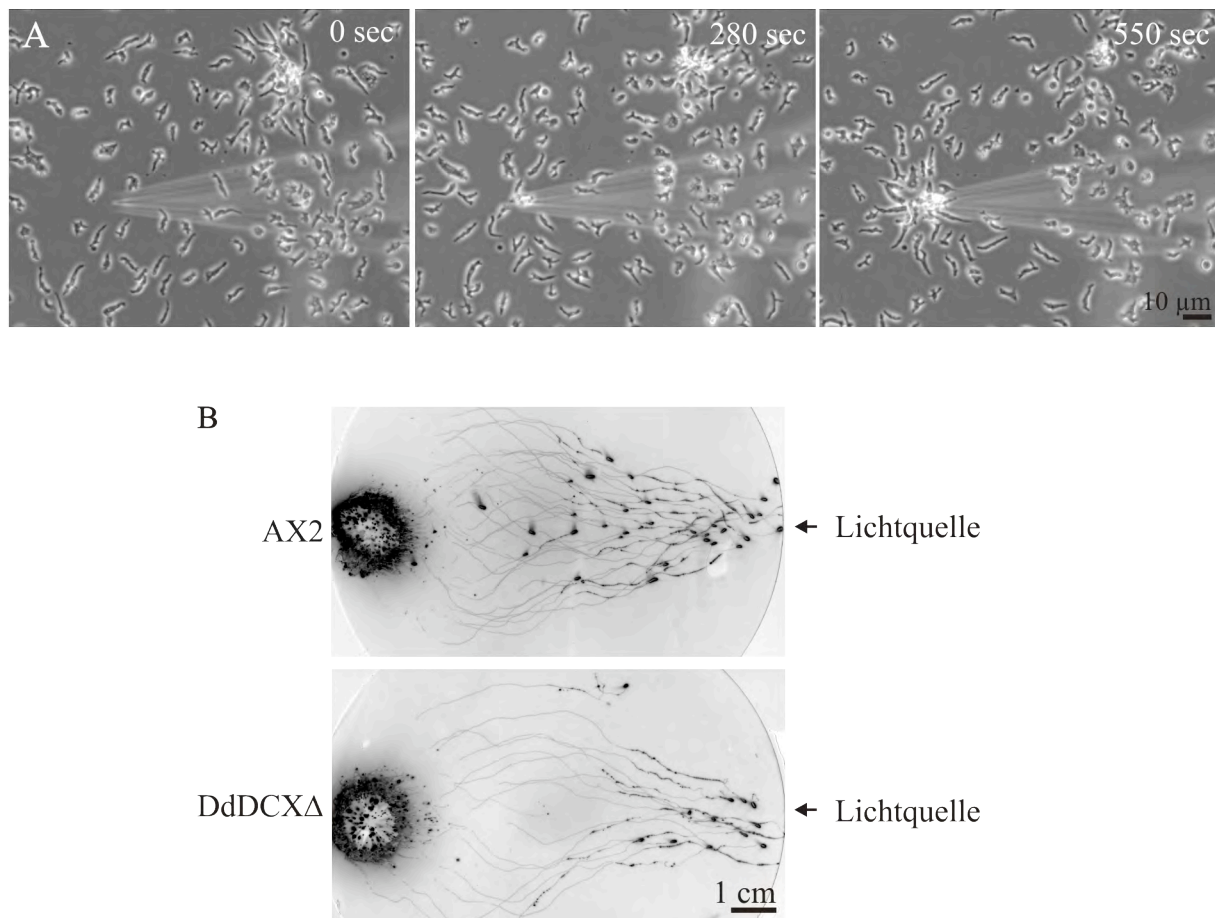 A
0 sec
280 sec
550 sec
10 µm
B
AX2
Lichtquelle
DdDCXΔ
Lichtquelle
1 cm